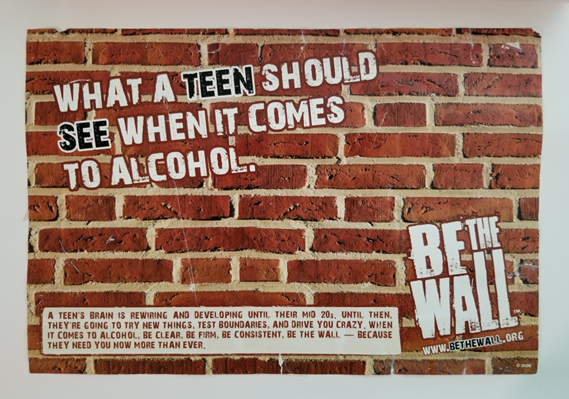 WHAT A TEEN SHOULD
SEE WHEN IT COMES
TO ALCOHOL.
BE THE
WALL™
WWW.BETHEWALL.ORG
A TEEN'S BRAIN IS REWIRING AND DEVELOPING UNTIL THEIR MID 20s, UNTIL THEN,
THEY'RE GOING TO TRY NEW THINGS, TEST BOUNDARIES, AND DRIVE YOU CRAZY. WHEN
IT COMES TO ALCOHOL, BE CLEAR, BE FIRM, BE CONSISTENT, BE THE WALL — BECAUSE
THEY NEED YOU NOW MORE THAN EVER.